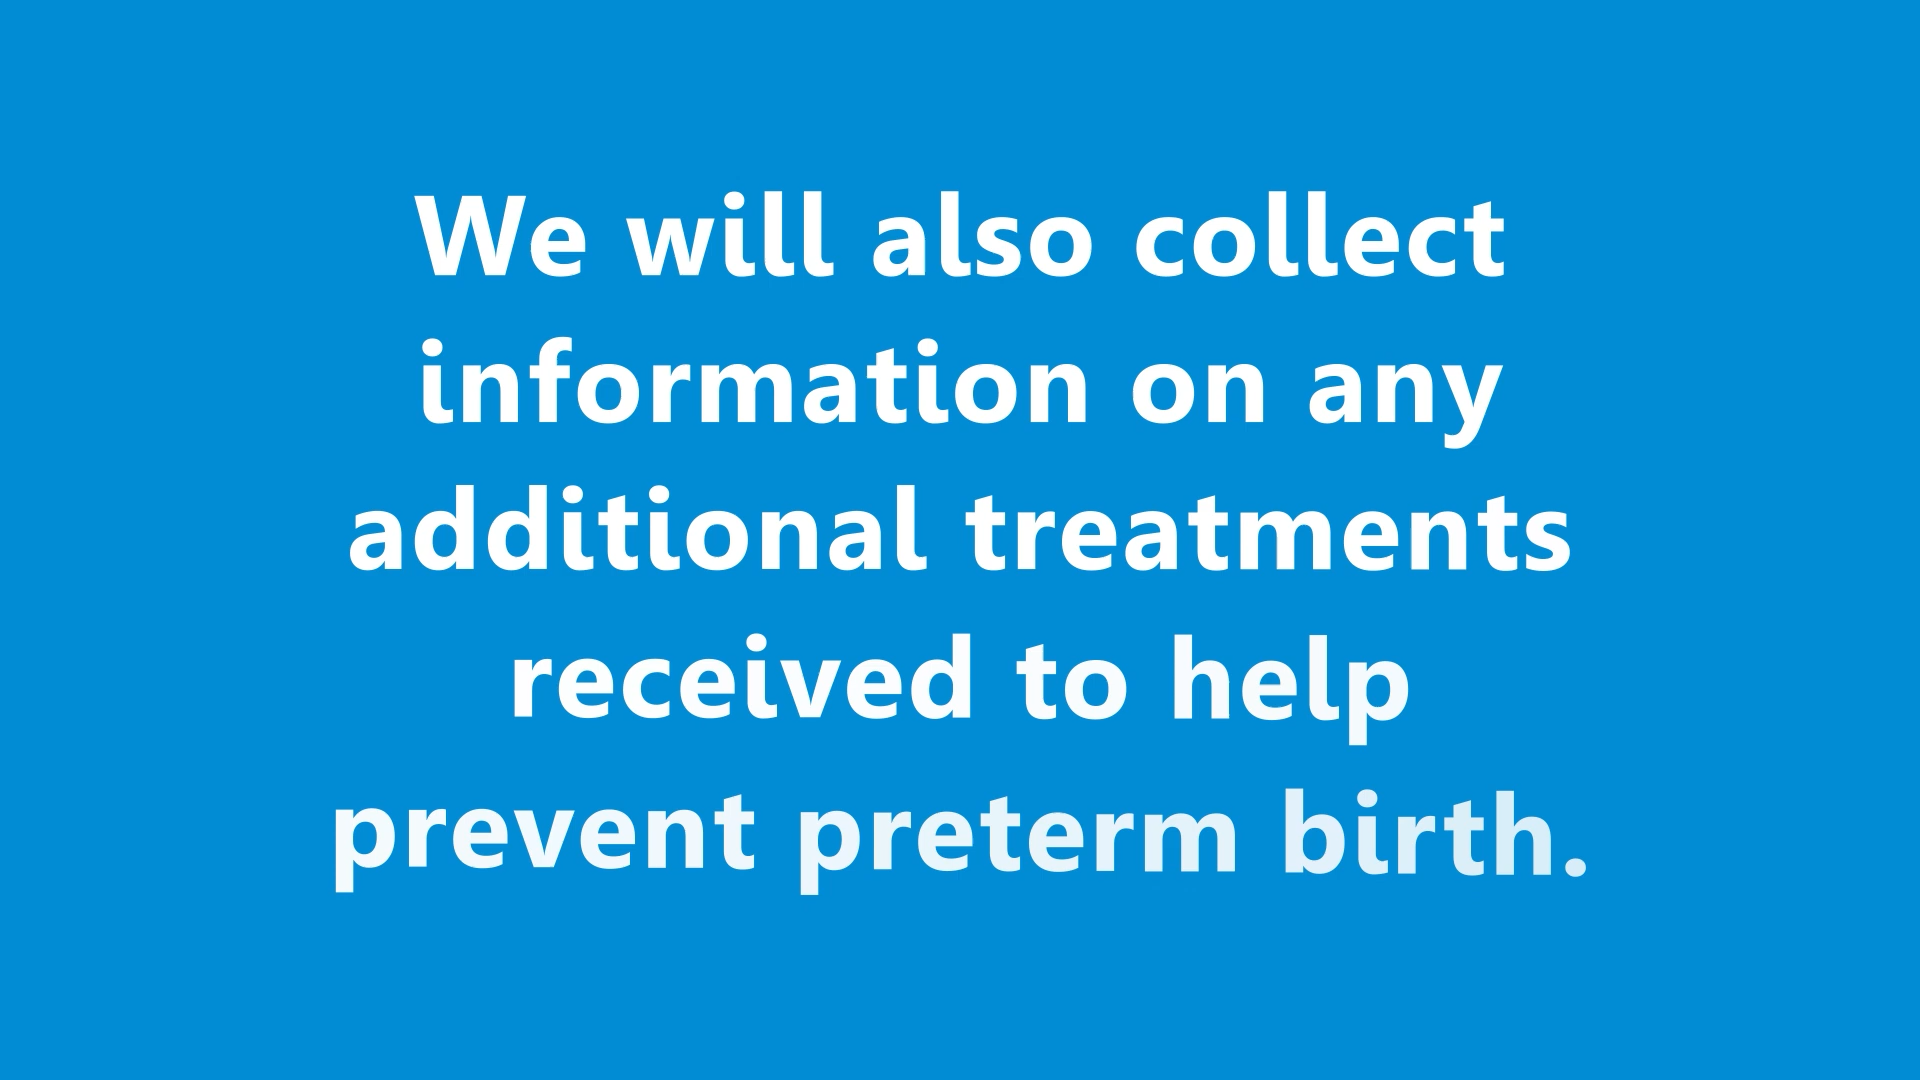 We will also collect
information on any
additional treatments
received to help
prevent preterm birth.